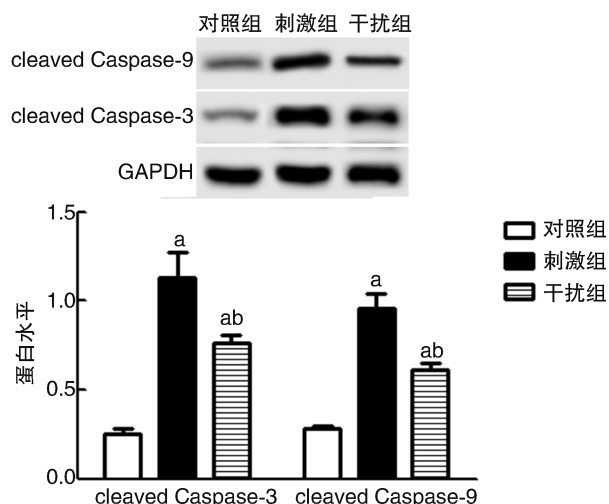 对照组 刺激组 干扰组
cleaved Caspase-9
cleaved Caspase-3
GAPDH
1.5
1.0
0.5
0.0
蛋白水平
a
ab
a
ab
cleaved Caspase-3 cleaved Caspase-9
对照组
刺激组
干扰组